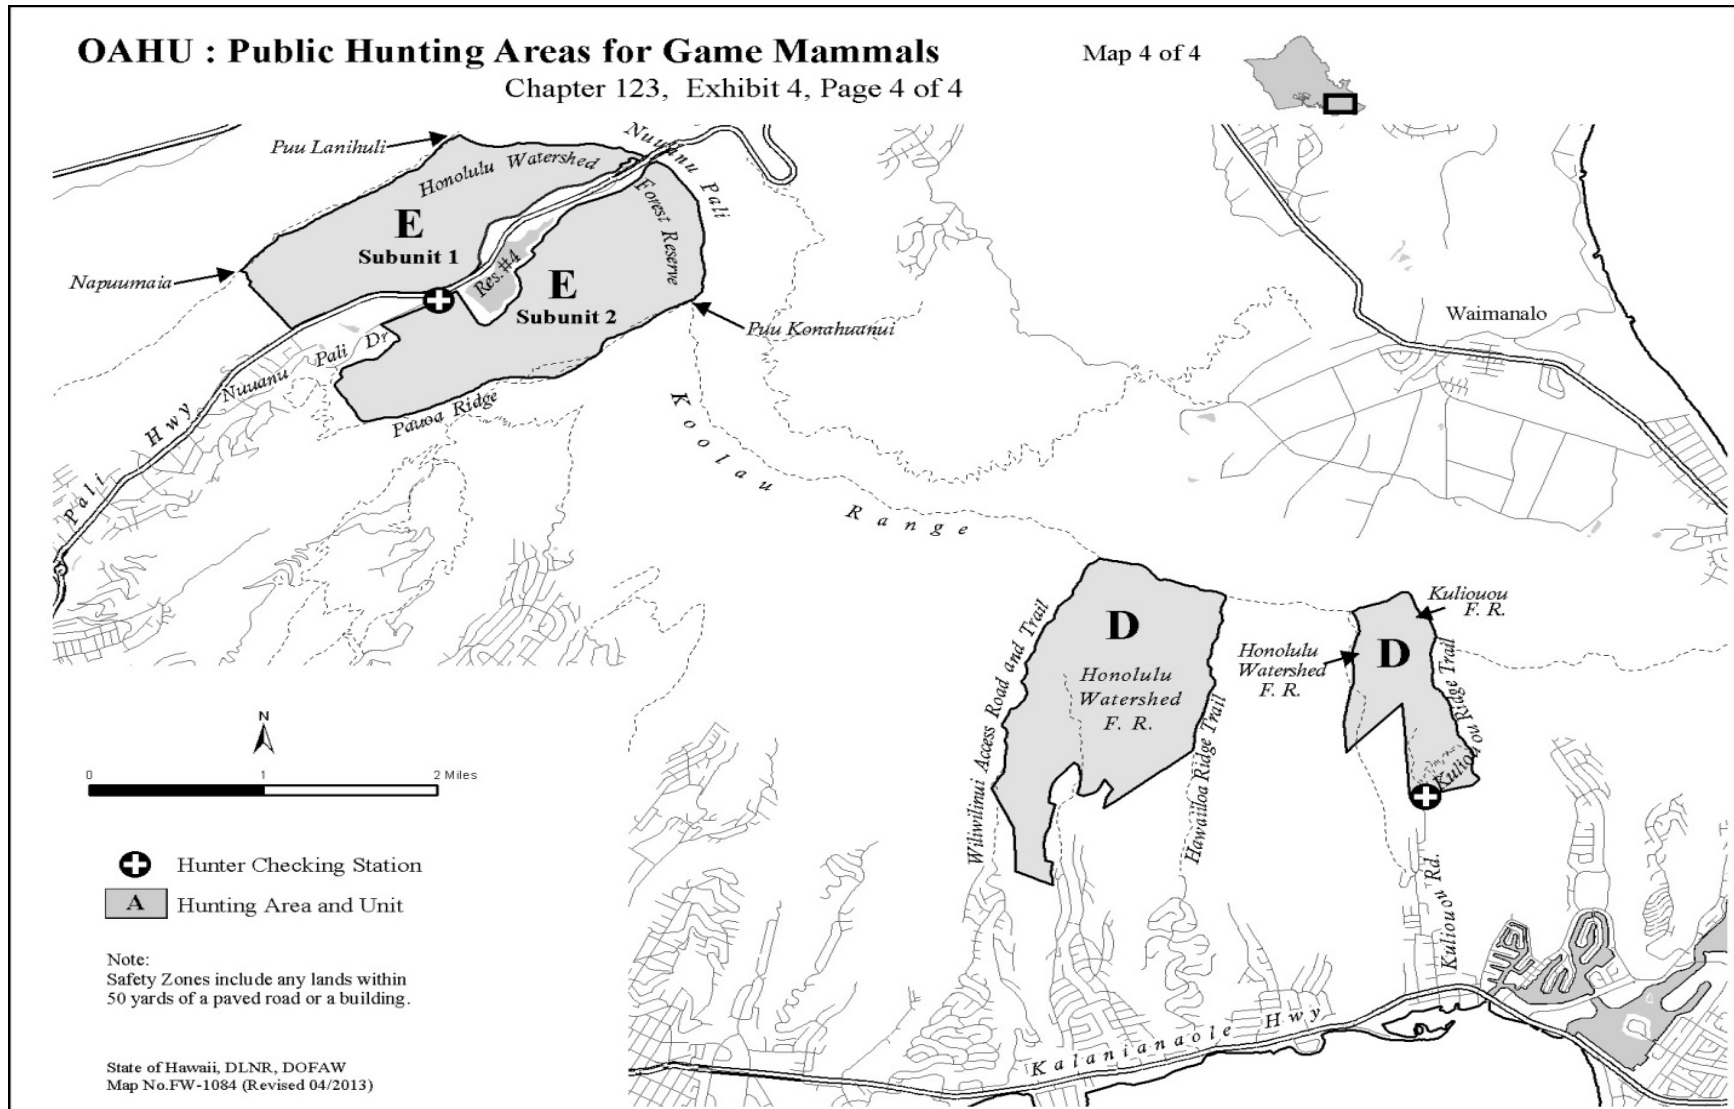 OAHU : Public Hunting Areas for Game Mammals
Chapter 123, Exhibit 4, Page 4 of 4
Map 4 of 4
Puu Lanihuli
Honolulu Watershed
Forest Reserve
Nuuanu Pali
E
Subunit 1
Napuumaia
Res. #4
E
Subunit 2
Puu Konahuanui
Waimanalo
Nuuanu Pali Dr
Pali Hwy
Pauoa Ridge
Koolau Range
Wiliwilinui Access Road and Trail
D
Honolulu
Watershed
F. R.
Hawaiiloa Ridge Trail
Honolulu
Watershed
F. R.
D
Kuliouou
F. R.
Kuliouou Ridge Trail
Kuliouow Rd.
Kalanianaole Hwy
N
0 1 2 Miles
Hunter Checking Station
A Hunting Area and Unit
Note:
Safety Zones include any lands within
50 yards of a paved road or a building.
State of Hawaii, DLNR, DOFAW
Map No.FW-1084 (Revised 04/2013)